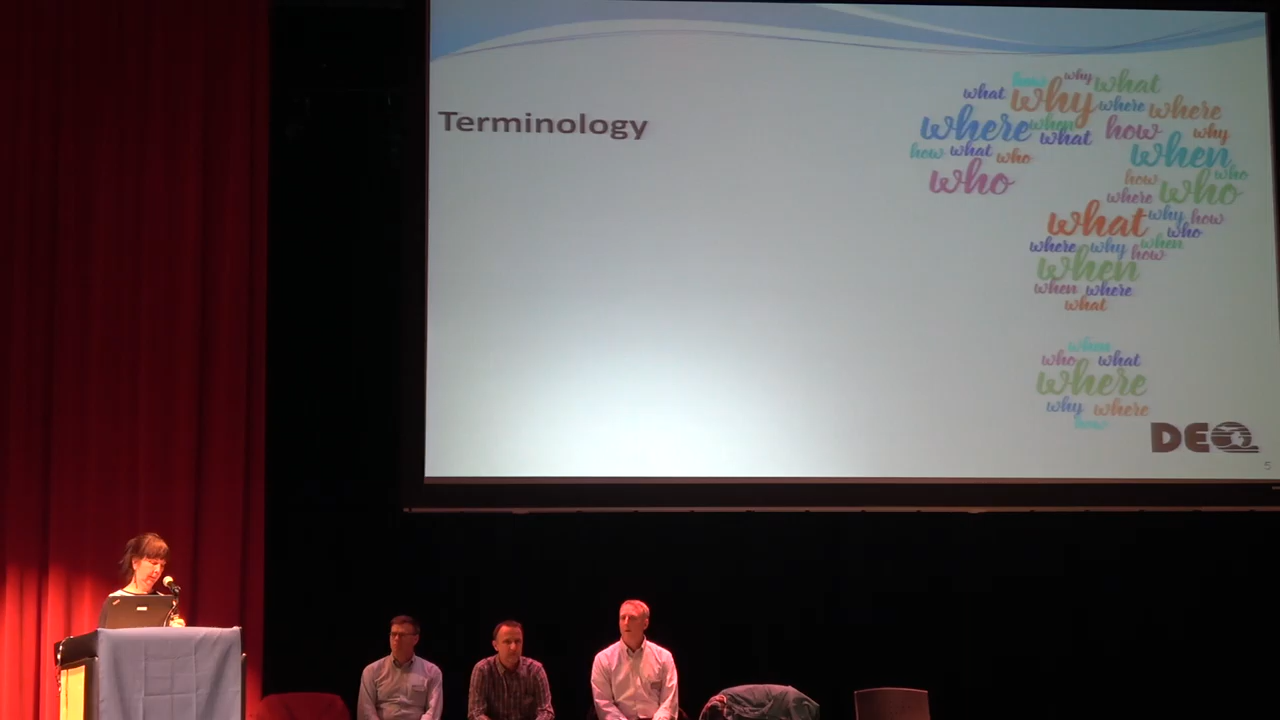 Terminology
how why what
what why where where
where when what how why
how what who when
who how who who
where
what why how
who
where why when
how
when
when where
what
when
who what
where
why where
how
DEQ
5